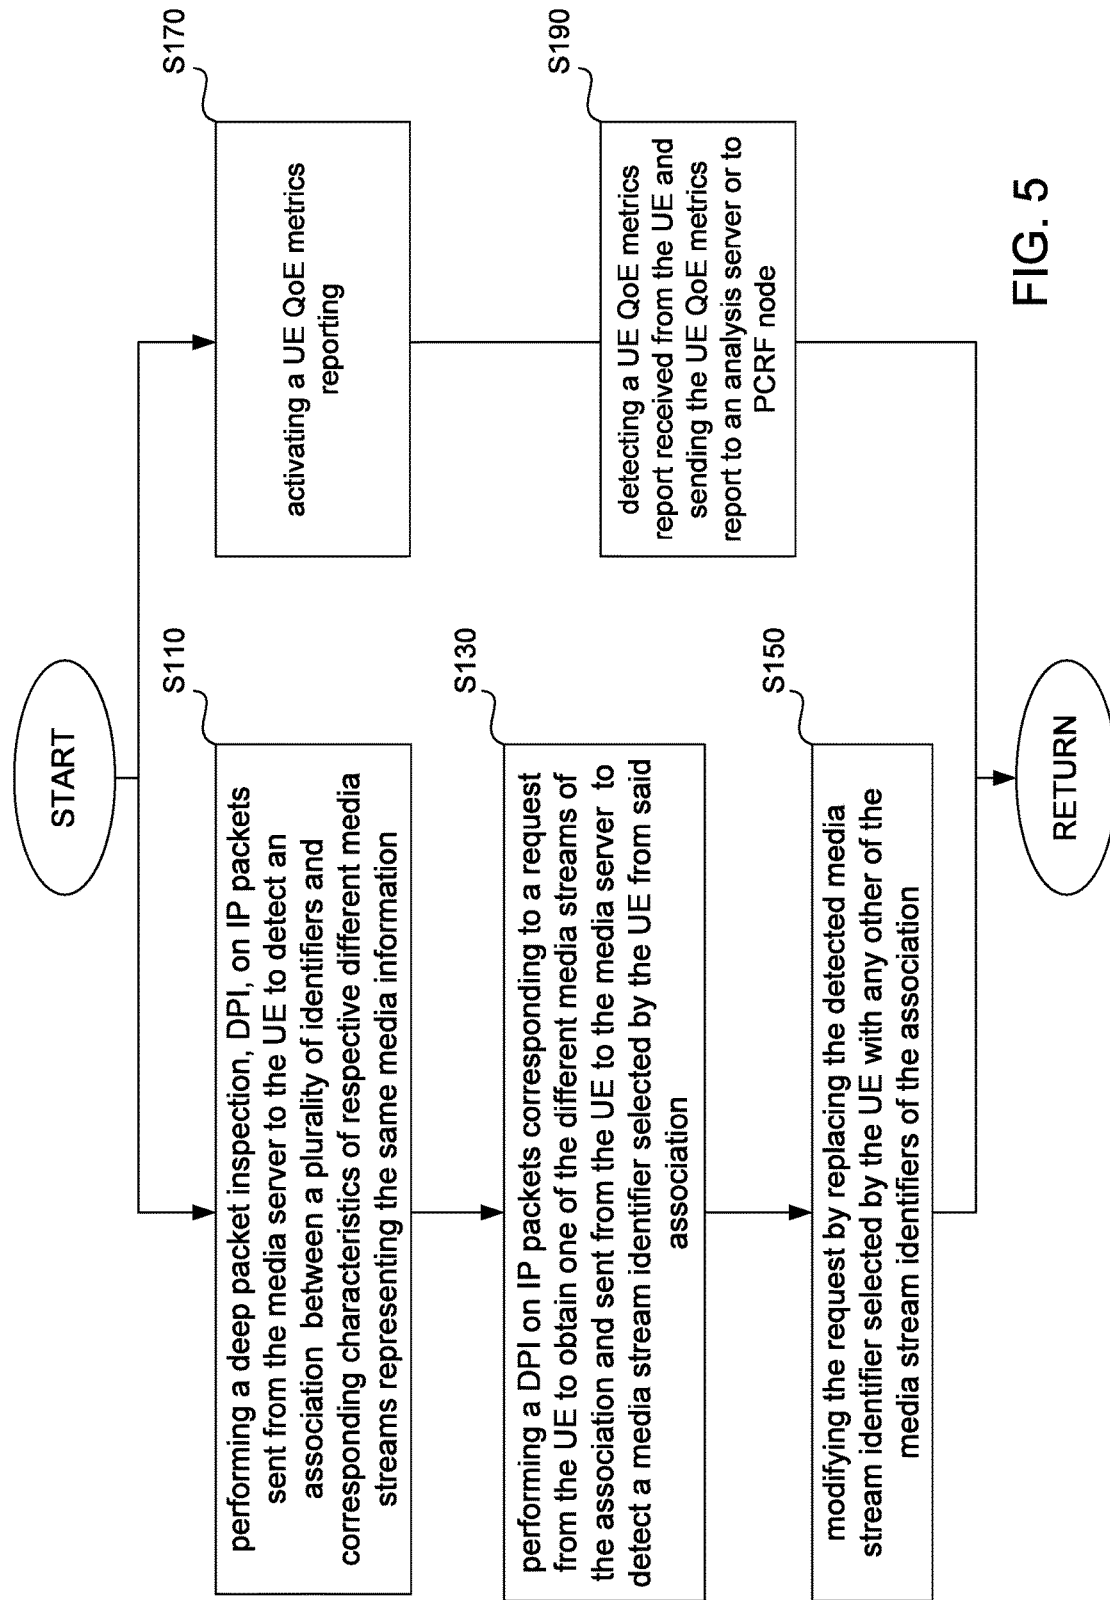 START
S110
performing a deep packet inspection, DPI, on IP packets
sent from the media server to the UE to detect an
association between a plurality of identifiers and
corresponding characteristics of respective different media
streams representing the same media information
S130
performing a DPI on IP packets corresponding to a request
from the UE to obtain one of the different media streams of
the association and sent from the UE to the media server to
detect a media stream identifier selected by the UE from said
association
S150
modifying the request by replacing the detected media
stream identifier selected by the UE with any other of the
media stream identifiers of the association
S170
activating a UE QoE metrics
reporting
S190
detecting a UE QoE metrics
report received from the UE and
sending the UE QoE metrics
report to an analysis server or to
PCRF node
RETURN
FIG. 5